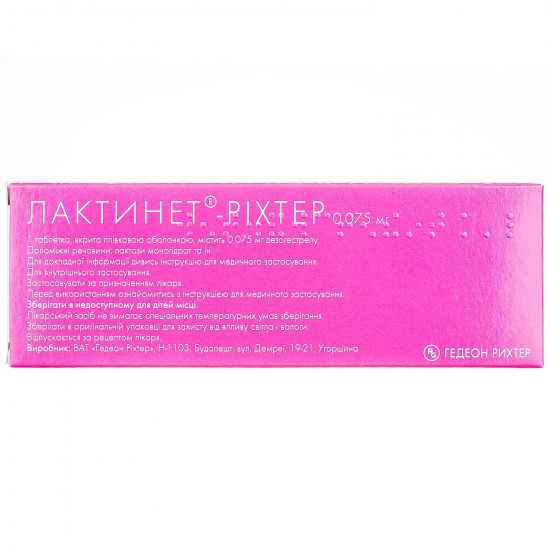 ЛАКТИНЕТ®-РІХТЕР 0,075 мг
1 таблетка, вкрита плівковою оболонкою, містить 0,075 мг дезогестрелу.
Допоміжні речовини: лактози моногідрат та ін.
Для докладної інформації дивись інструкцію для медичного застосування.
Для внутрішнього застосування.
Застосовувати за призначенням лікаря.
Перед використанням ознайомитись з інструкцією для медичного застосування.
Зберігати в недоступному для дітей місці.
Лікарський засіб не вимагає спеціальних температурних умов зберігання.
Зберігати в оригінальній упаковці для захисту від впливу світла і вологи.
Відпускається за рецептом лікаря.
Виробник: ВАТ «Гедеон Ріхтер», H-1103, Будапешт, вул. Демреі, 19-21, Угорщина
ГЕДЕОН РИХТЕР